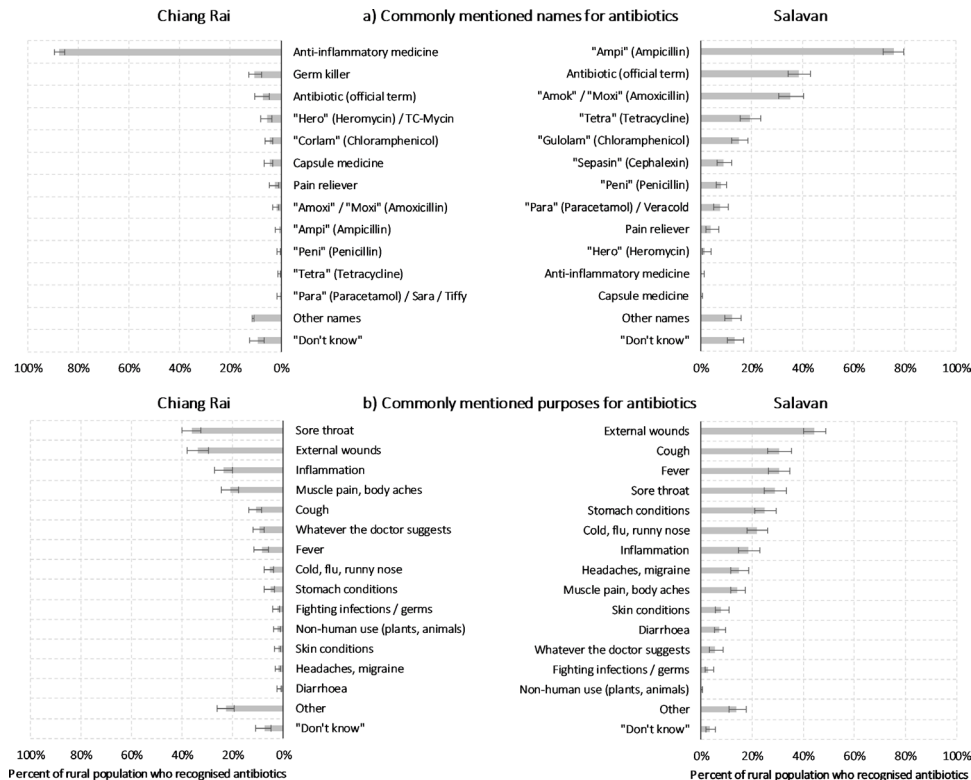 Chiang Rai a) Commonly mentioned names for antibiotics Salavan
Anti-inflammatory medicine
Germ killer
Antibiotic (official term)
"Hero" (Heromycin) / TC-Mycin
"Corlam" (Chloramphenicol)
Capsule medicine
Pain reliever
"Amoxi" / "Moxi" (Amoxicillin)
"Ampi" (Ampicillin)
"Peni" (Penicillin)
"Tetra" (Tetracycline)
"Para" (Paracetamol) / Sara / Tiffy
Other names
"Don't know"
100% 80% 60% 40% 20% 0%
"Ampi" (Ampicillin)
Antibiotic (official term)
"Amok" / "Moxi" (Amoxicillin)
"Tetra" (Tetracycline)
"Gulolam" (Chloramphenicol)
"Sepasin" (Cephalexin)
"Peni" (Penicillin)
"Para" (Paracetamol) / Veracold
Pain reliever
"Hero" (Heromycin)
Anti-inflammatory medicine
Capsule medicine
Other names
"Don't know"
0% 20% 40% 60% 80% 100%
Chiang Rai b) Commonly mentioned purposes for antibiotics Salavan
Sore throat
External wounds
Inflammation
Muscle pain, body aches
Cough
Whatever the doctor suggests
Fever
Cold, flu, runny nose
Stomach conditions
Fighting infections / germs
Non-human use (plants, animals)
Skin conditions
Headaches, migraine
Diarrhoea
Other
"Don't know"
100% 80% 60% 40% 20% 0%
Percent of rural population who recognised antibiotics
External wounds
Cough
Fever
Sore throat
Stomach conditions
Cold, flu, runny nose
Inflammation
Headaches, migraine
Muscle pain, body aches
Skin conditions
Diarrhoea
Whatever the doctor suggests
Fighting infections / germs
Non-human use (plants, animals)
Other
"Don't know"
0% 20% 40% 60% 80% 100%
Percent of rural population who recognised antibiotics